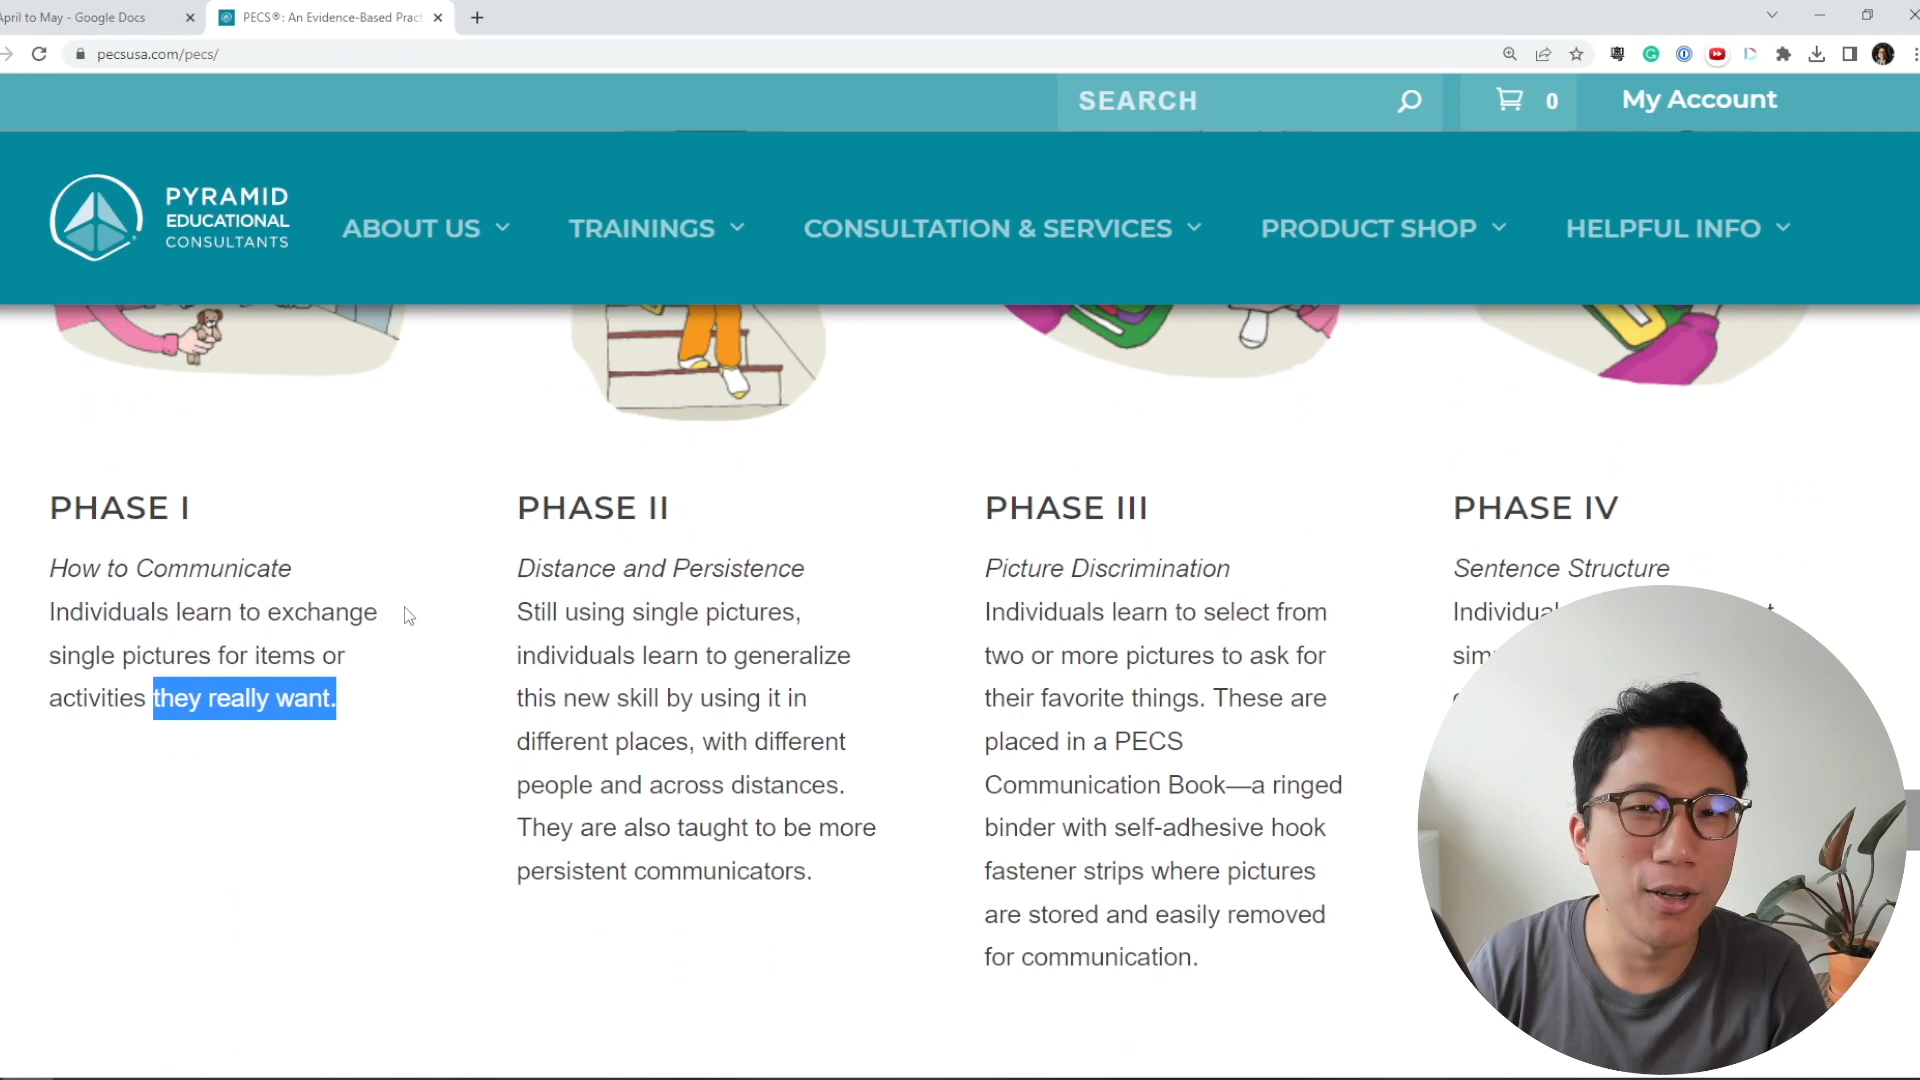 April to May - Google Docs
PECS®: An Evidence-Based Pract
pecsusa.com/pecs/
SEARCH
0
My Account
PYRAMID
EDUCATIONAL
CONSULTANTS
ABOUT US
TRAININGS
CONSULTATION & SERVICES
PRODUCT SHOP
HELPFUL INFO
PHASE I
How to Communicate
Individuals learn to exchange
single pictures for items or
activities they really want.
PHASE II
Distance and Persistence
Still using single pictures,
individuals learn to generalize
this new skill by using it in
different places, with different
people and across distances.
They are also taught to be more
persistent communicators.
PHASE III
Picture Discrimination
Individuals learn to select from
two or more pictures to ask for
their favorite things. These are
placed in a PECS
Communication Book—a ringed
binder with self-adhesive hook
fastener strips where pictures
are stored and easily removed
for communication.
PHASE IV
Sentence Structure